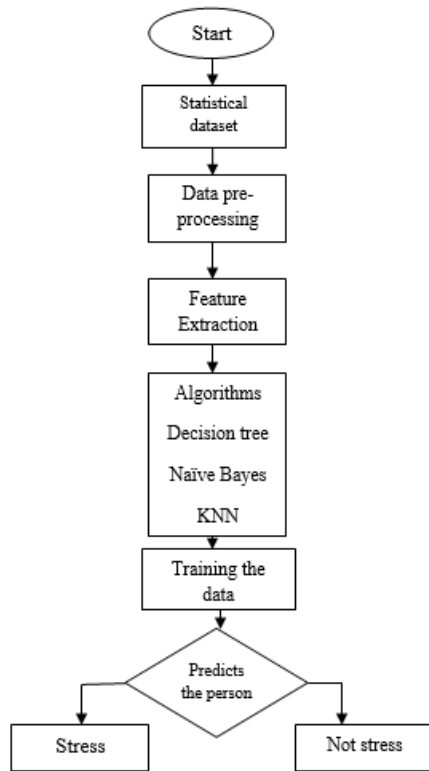 Start
Statistical
dataset
Data pre-
processing
Feature
Extraction
Algorithms
Decision tree
Naïve Bayes
KNN
Training the
data
Predicts
the person
Stress
Not stress